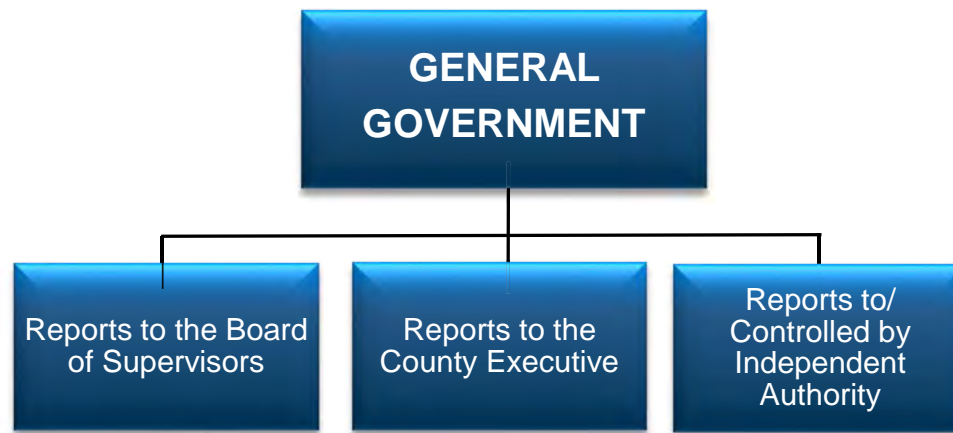 GENERAL
GOVERNMENT
Reports to the Board
of Supervisors
Reports to the
County Executive
Reports to/
Controlled by
Independent
Authority